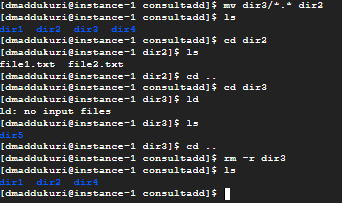 [dmaddukuri@instance-1 consultadd]$ mv dir3/*.* dir2
[dmaddukuri@instance-1 consultadd]$ ls
dir1  dir2  dir3  dir4
[dmaddukuri@instance-1 consultadd]$ cd dir2
[dmaddukuri@instance-1 dir2]$ ls
file1.txt  file2.txt
[dmaddukuri@instance-1 dir2]$ cd ..
[dmaddukuri@instance-1 consultadd]$ cd dir3
[dmaddukuri@instance-1 dir3]$ ld
ld: no input files
[dmaddukuri@instance-1 dir3]$ ls
dir5
[dmaddukuri@instance-1 dir3]$ cd ..
[dmaddukuri@instance-1 consultadd]$ rm -r dir3
[dmaddukuri@instance-1 consultadd]$ ls
dir1  dir2  dir4
[dmaddukuri@instance-1 consultadd]$